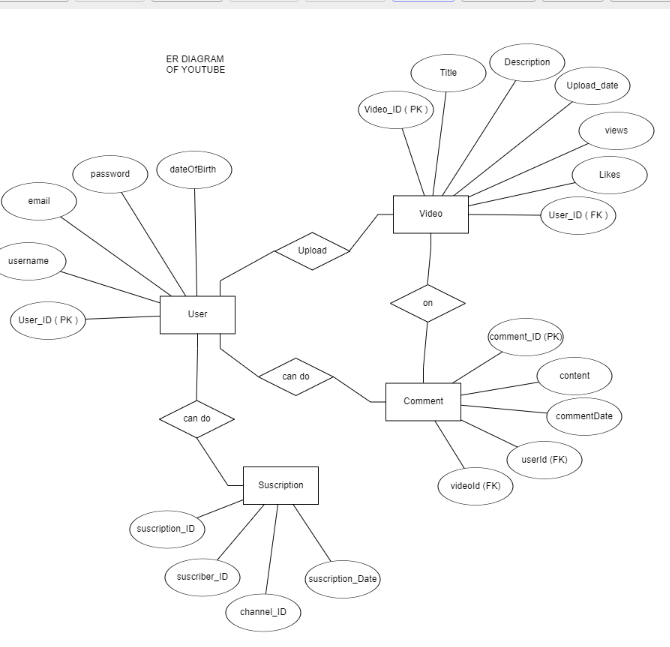 ER DIAGRAM
OF YOUTUBE
Title
Description
Upload_date
Video_ID ( PK )
views
Likes
User_ID ( FK )
Video
dateOfBirth
password
email
username
User_ID ( PK )
User
Upload
on
can do
can do
Comment
comment_ID (PK)
content
commentDate
userId (FK)
videoId (FK)
Suscription
suscription_ID
suscriber_ID
channel_ID
suscription_Date